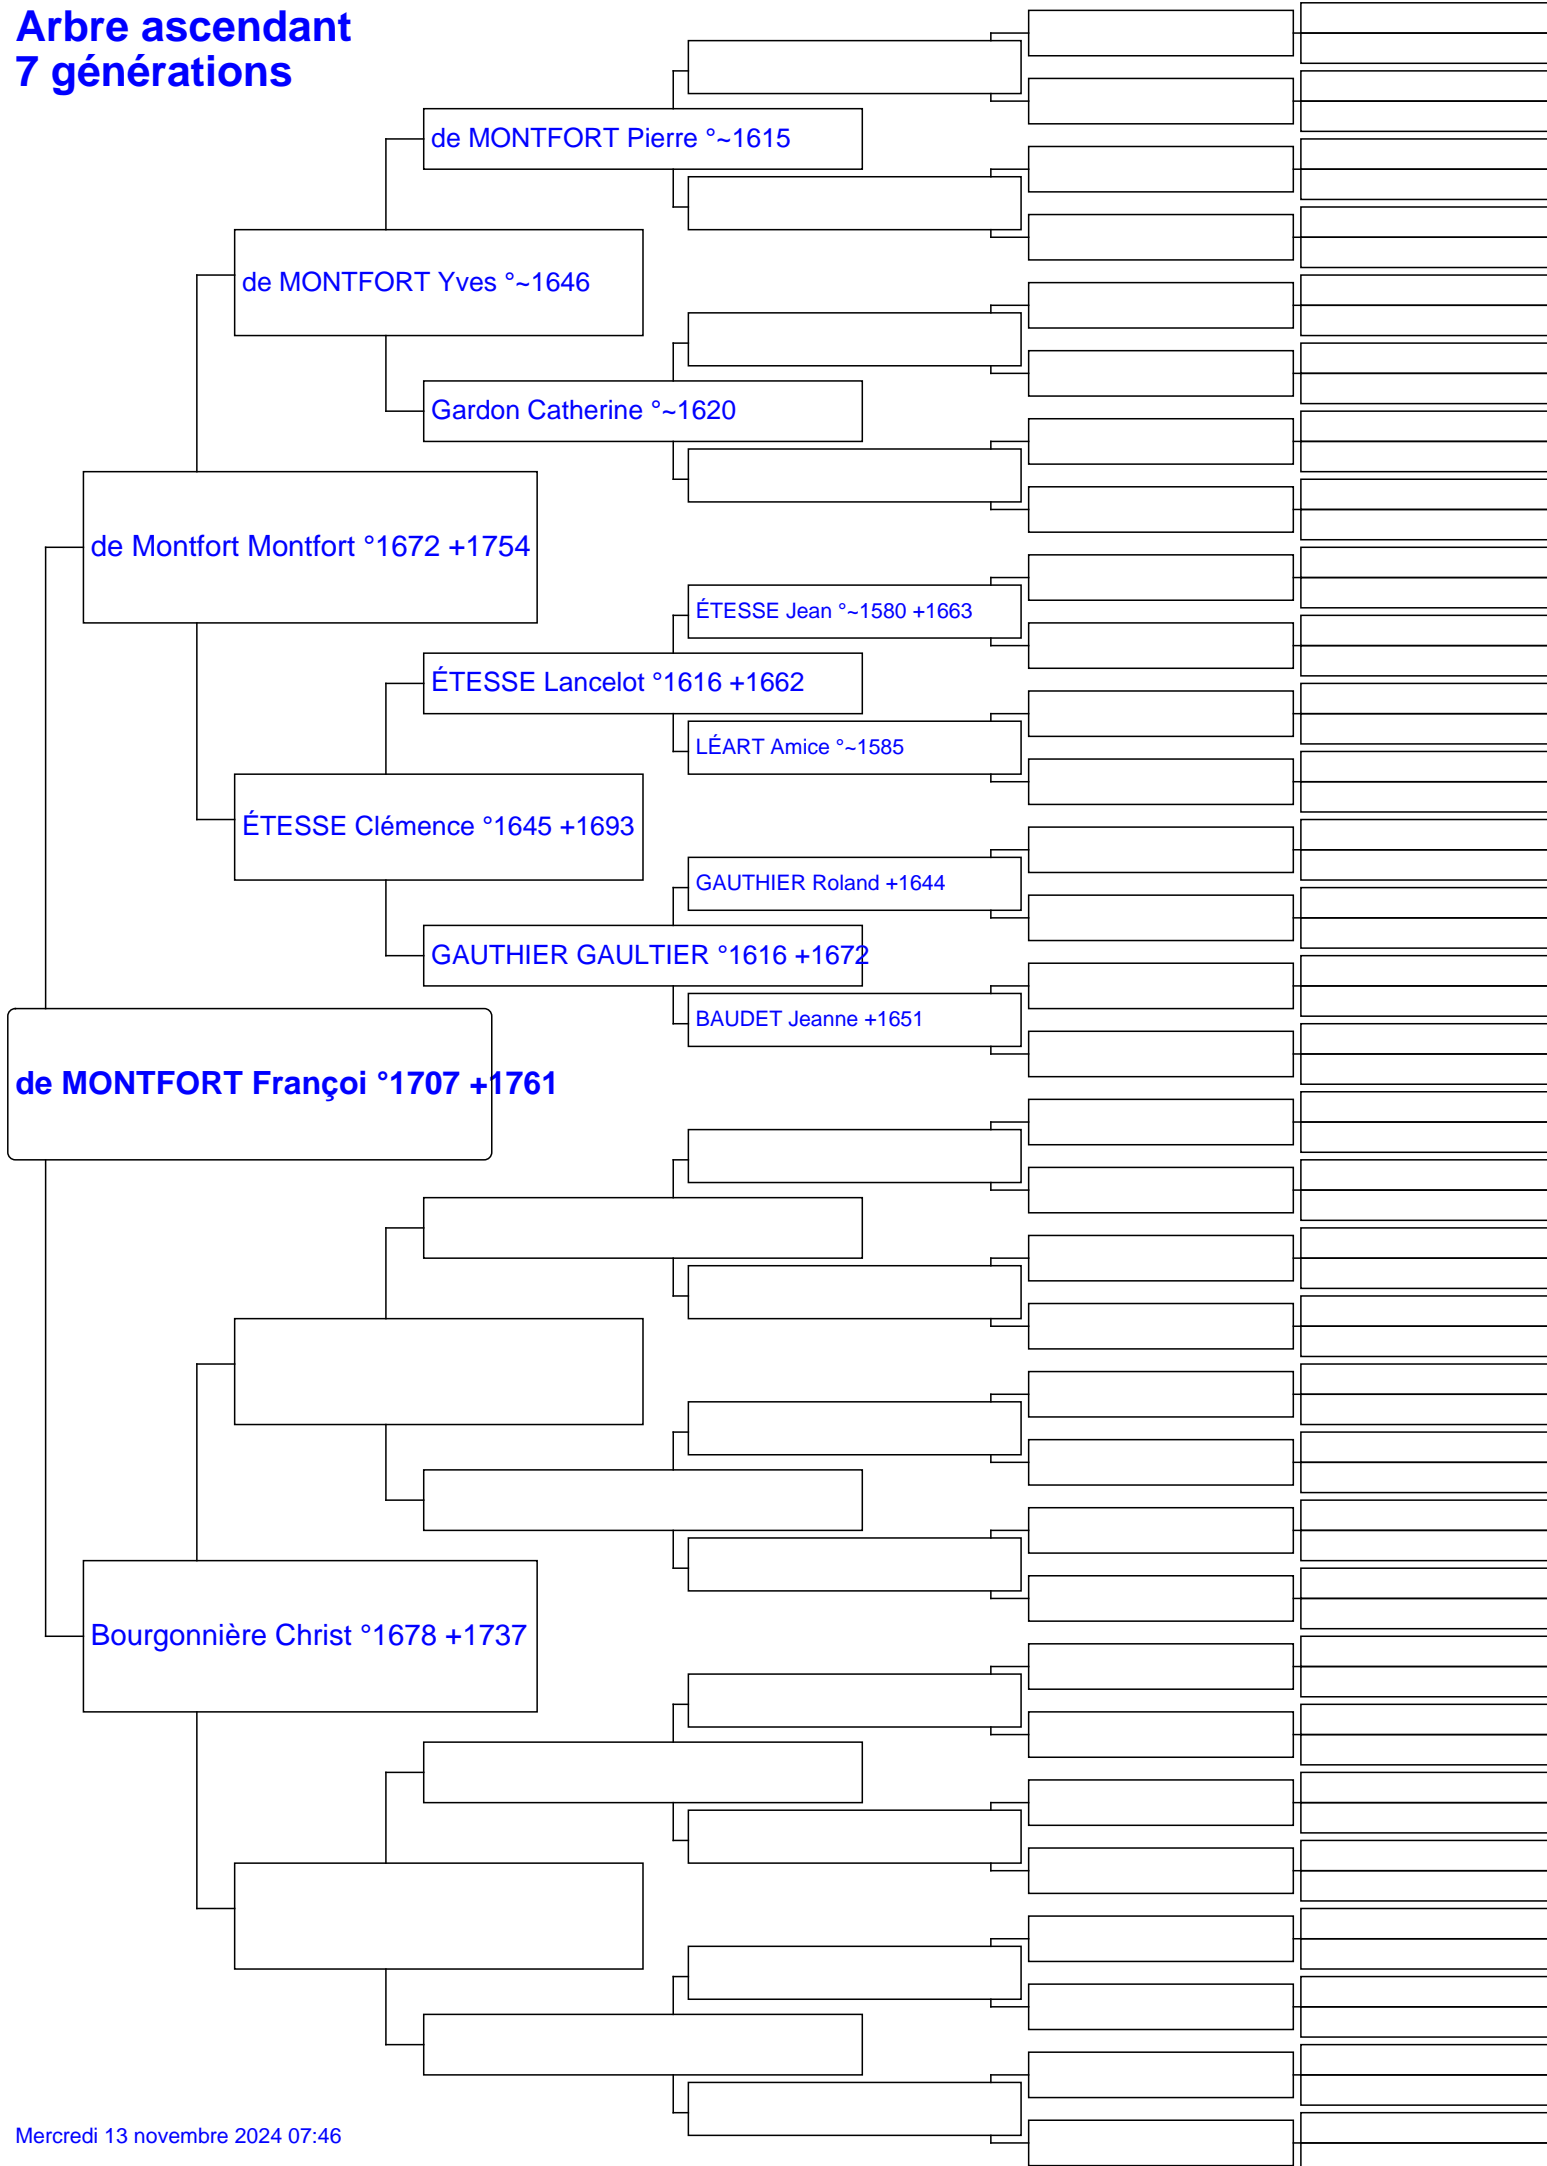 Arbre ascendant
7 générations
de MONTFORT Pierre °~1615
de MONTFORT Yves °~1646
Gardon Catherine °~1620
de Montfort Montfort °1672 +1754
ÉTESSE Jean °~1580 +1663
ÉTESSE Lancelot °1616 +1662
LÉART Amice °~1585
ÉTESSE Clémence °1645 +1693
GAUTHIER Roland +1644
GAUTHIER GAULTIER °1616 +1672
BAUDET Jeanne +1651
de MONTFORT Françoi °1707 +1761
Bourgonnière Christ °1678 +1737
Mercredi 13 novembre 2024 07:46